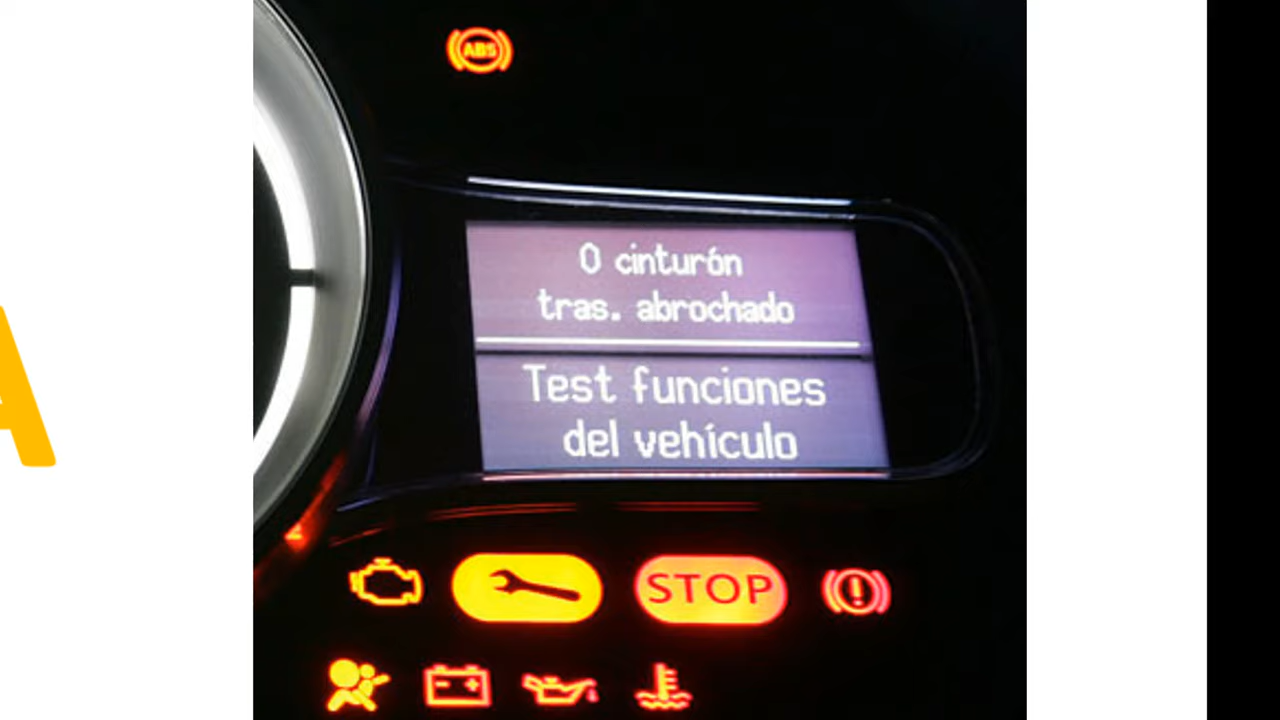 A
ABS
0 cinturón
tras. abrochado
Test funciones
del vehículo
STOP